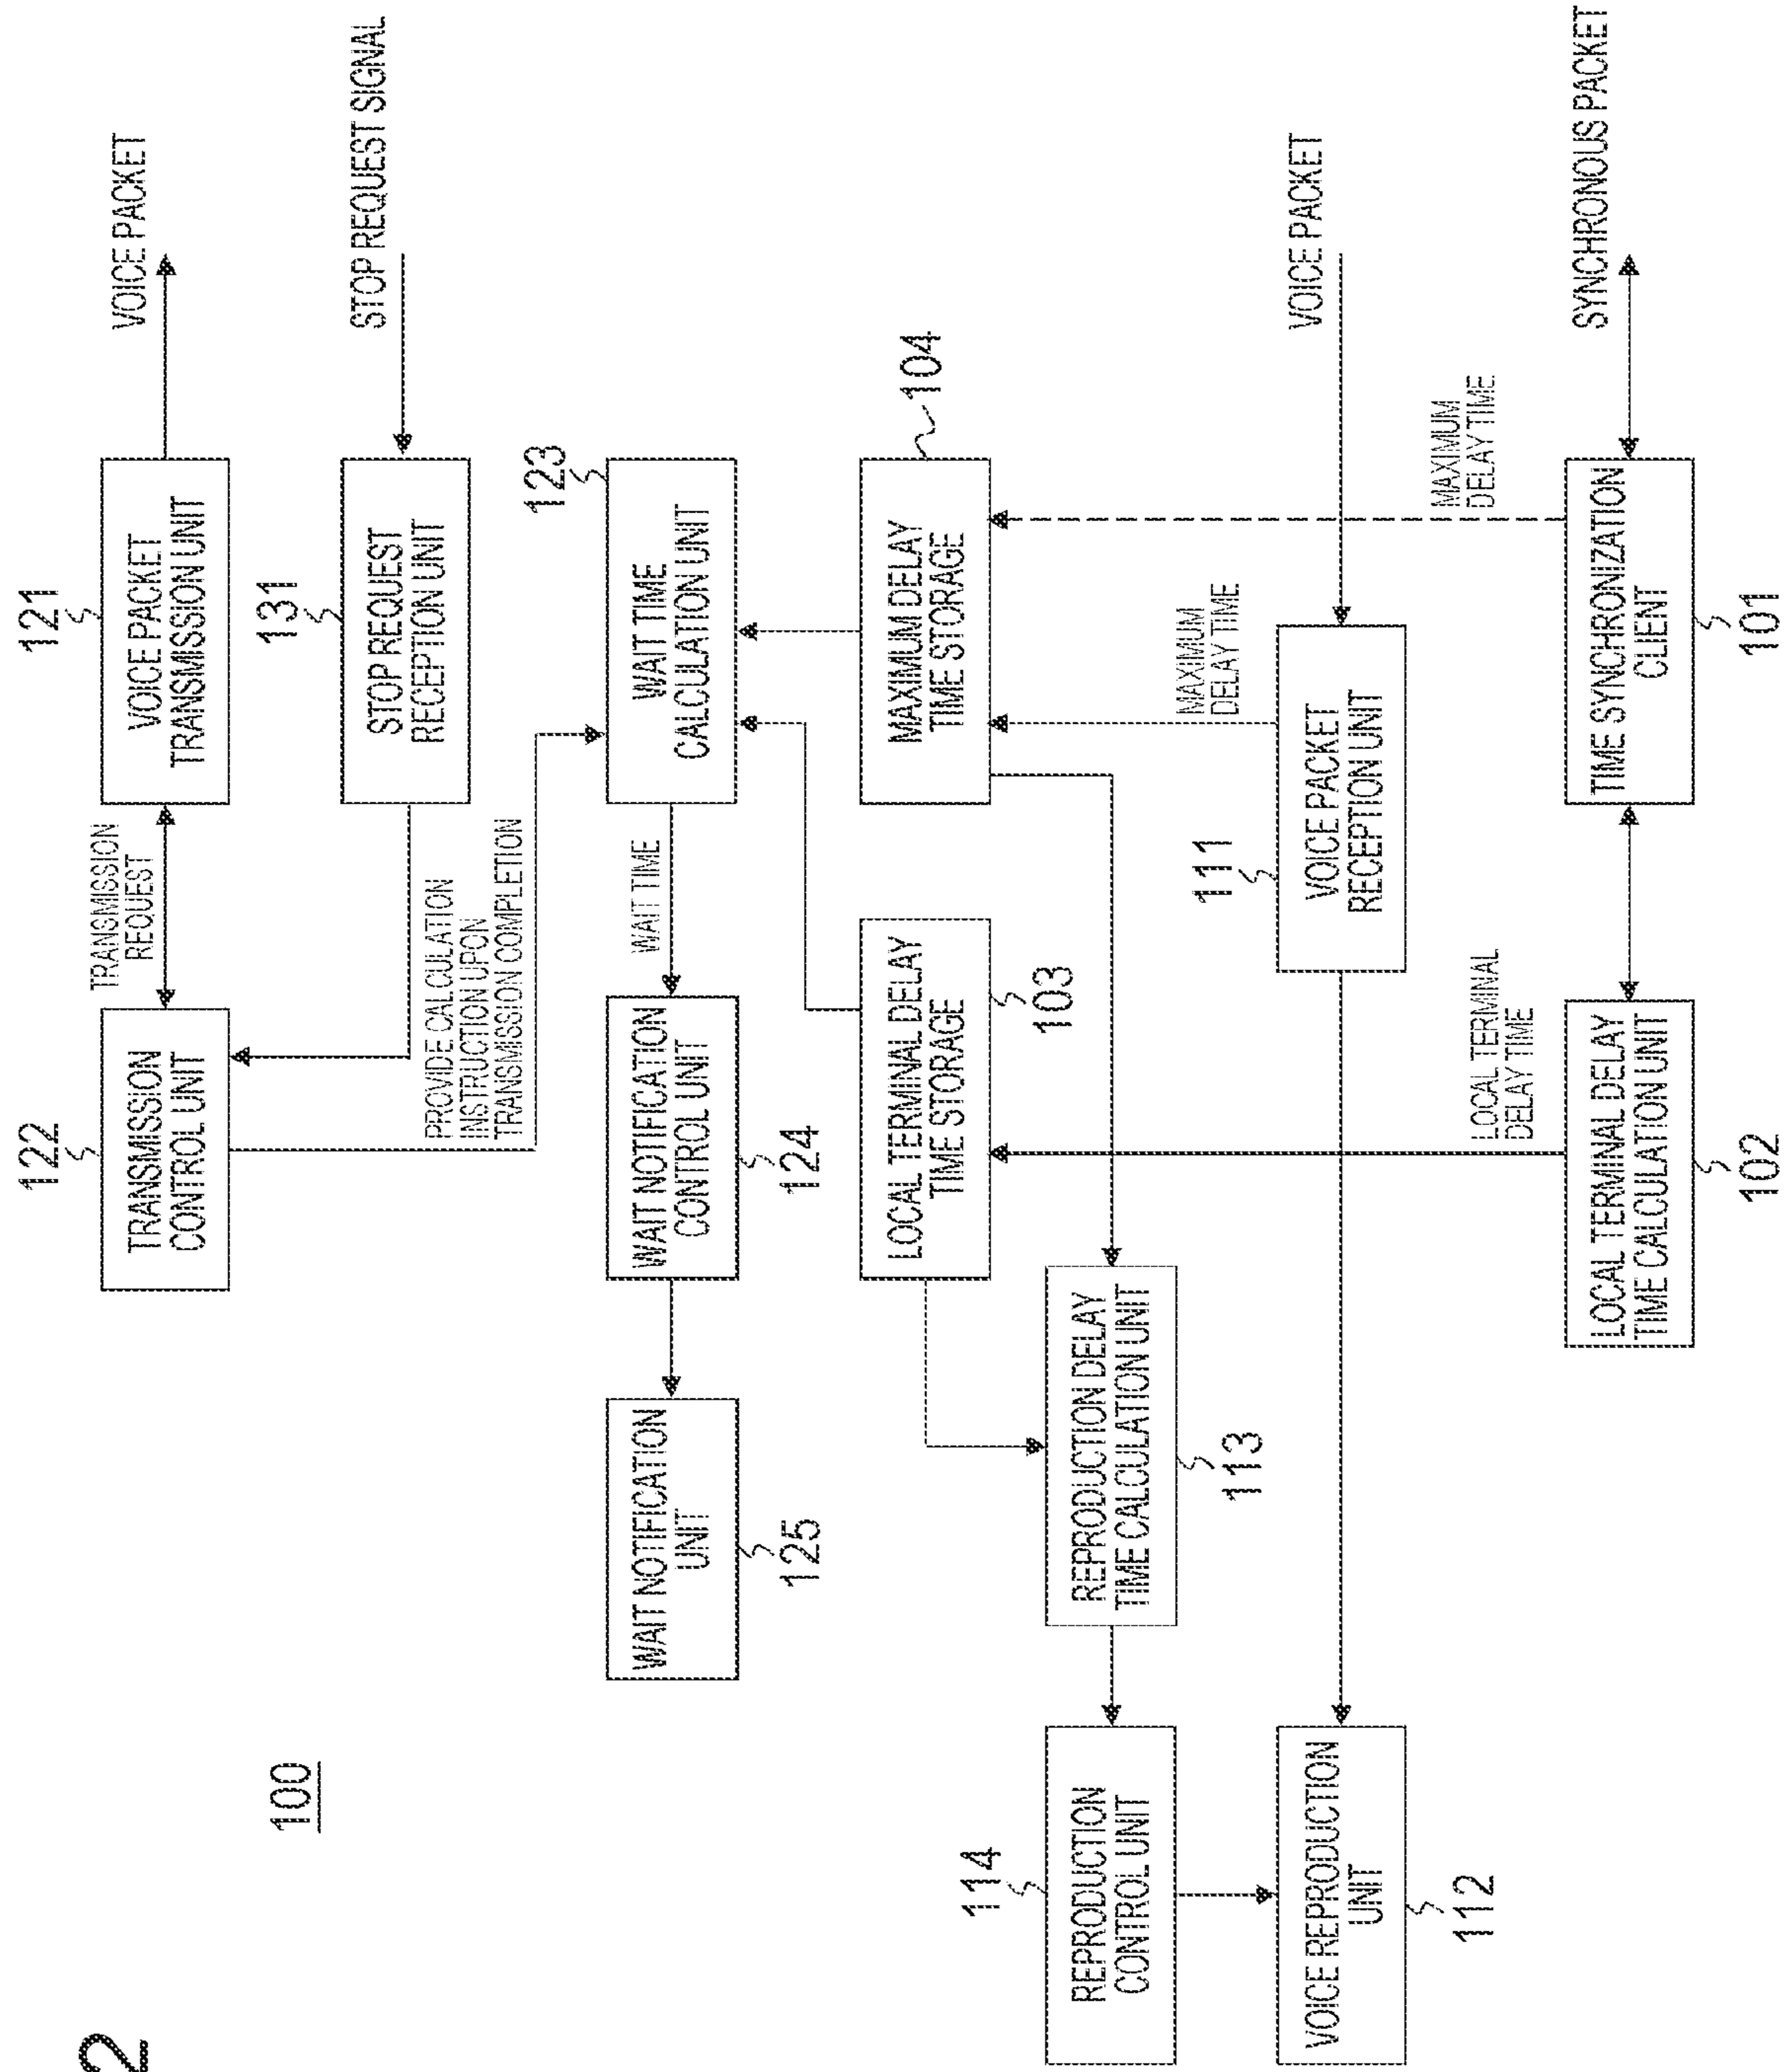 2
100
122
TRANSMISSION
CONTROL UNIT
TRANSMISSION
REQUEST
121
VOICE PACKET
TRANSMISSION UNIT
VOICE PACKET
131
STOP REQUEST
RECEPTION UNIT
STOP REQUEST SIGNAL
PROVIDE CALCULATION
INSTRUCTION UPON
TRANSMISSION COMPLETION
WAIT NOTIFICATION
UNIT
125
WAIT NOTIFICATION
CONTROL UNIT
124
WAIT TIME
123
WAIT TIME
CALCULATION UNIT
LOCAL TERMINAL DELAY
TIME STORAGE
103
MAXIMUM DELAY
TIME STORAGE
104
114
REPRODUCTION
CONTROL UNIT
REPRODUCTION DELAY
TIME CALCULATION UNIT
113
MAXIMUM
DELAY TIME
VOICE REPRODUCTION
UNIT
112
111
VOICE PACKET
RECEPTION UNIT
VOICE PACKET
LOCAL TERMINAL
DELAY TIME
MAXIMUM
DELAY TIME
LOCAL TERMINAL DELAY
TIME CALCULATION UNIT
102
TIME SYNCHRONIZATION
CLIENT
101
SYNCHRONOUS PACKET